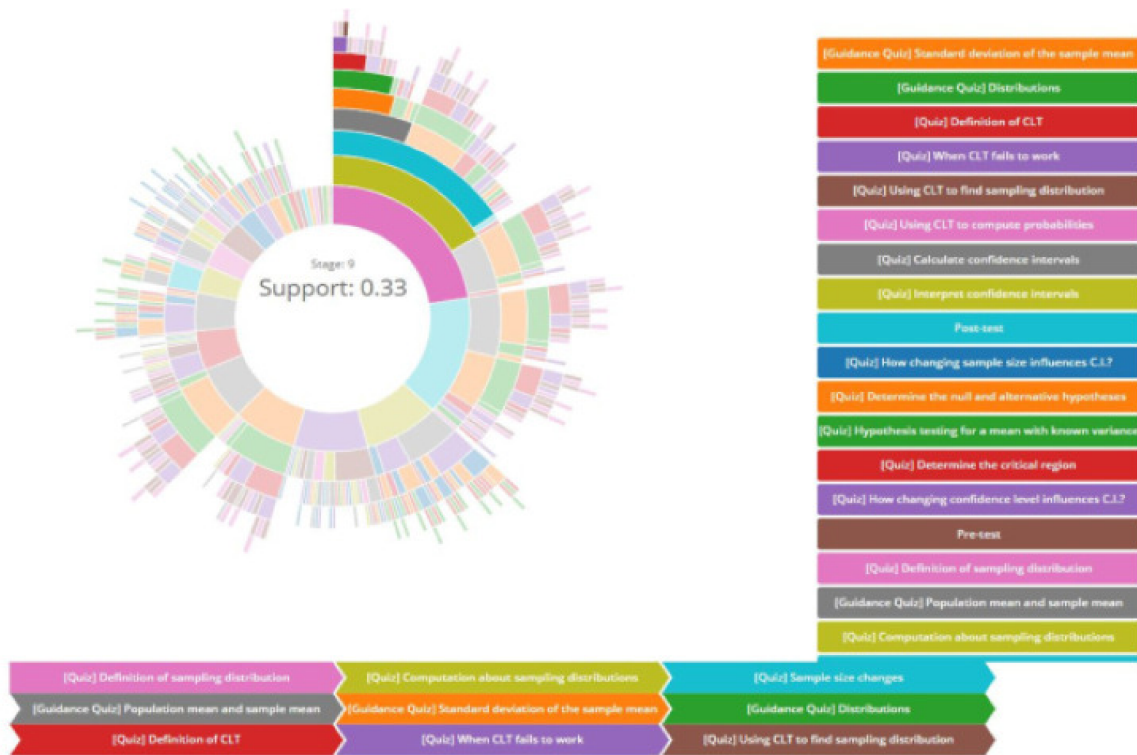 Stage: 9
Support: 0.33
[Guidance Quiz] Standard deviation of the sample mean
[Guidance Quiz] Distributions
[Quiz] Definition of CLT
[Quiz] When CLT fails to work
[Quiz] Using CLT to find sampling distribution
[Quiz] Using CLT to compute probabilities
[Quiz] Calculate confidence intervals
[Quiz] Interpret confidence intervals
Post-test
[Quiz] How changing sample size influences C.I.?
[Quiz] Determine the null and alternative hypotheses
[Quiz] Hypothesis testing for a mean with known variance
[Quiz] Determine the critical region
[Quiz] How changing confidence level influences C.I.?
Pre-test
[Quiz] Definition of sampling distribution
[Guidance Quiz] Population mean and sample mean
[Quiz] Computation about sampling distributions
[Quiz] Definition of sampling distribution
[Quiz] Computation about sampling distributions
[Quiz] Sample size changes
[Guidance Quiz] Population mean and sample mean
[Guidance Quiz] Standard deviation of the sample mean
[Guidance Quiz] Distributions
[Quiz] Definition of CLT
[Quiz] When CLT fails to work
[Quiz] Using CLT to find sampling distribution